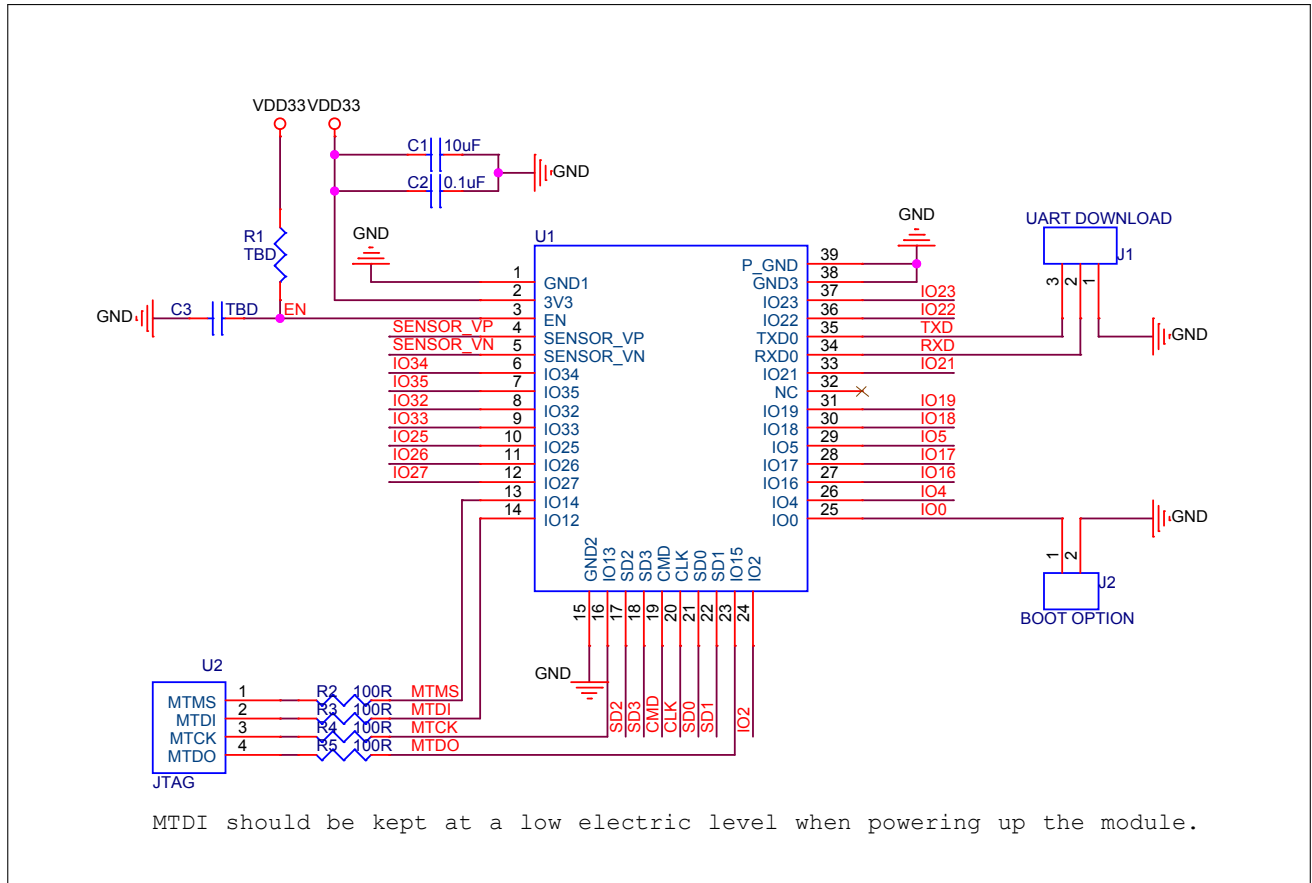 VDD33 VDD33
C1 10uF
C2 0.1uF
GND
R1
TBD
GND
GND C3 TBD EN
U1
1 GND1
2 3V3
3 EN
SENSOR_VP 4 SENSOR_VP
SENSOR_VN 5 SENSOR_VN
IO34 6 IO34
IO35 7 IO35
IO32 8 IO32
IO33 9 IO33
IO25 10 IO25
IO26 11 IO26
IO27 12 IO27
13 IO14
14 IO12
GND
P_GND 39
GND3 38
IO23 37 IO23
IO22 36 IO22
TXD0 35 TXD
RXD0 34 RXD
IO21 33 IO21
NC 32
IO19 31 IO19
IO18 30 IO18
IO5 29 IO5
IO17 28 IO17
IO16 27 IO16
IO4 26 IO4
IO0 25 IO0
UART DOWNLOAD
J1
3 2 1
GND
GND
1 2
J2
BOOT OPTION
GND2 IO13 SD2 SD3 CMD CLK SD0 SD1 IO15 IO2
15 16 17 18 19 20 21 22 23 24
GND
SD2 SD3 CMD CLK SD0 SD1 IO2
U2
MTMS 1 R2 100R MTMS
MTDI 2 R3 100R MTDI
MTCK 3 R4 100R MTCK
MTDO 4 R5 100R MTDO
JTAG
MTDI should be kept at a low electric level when powering up the module.